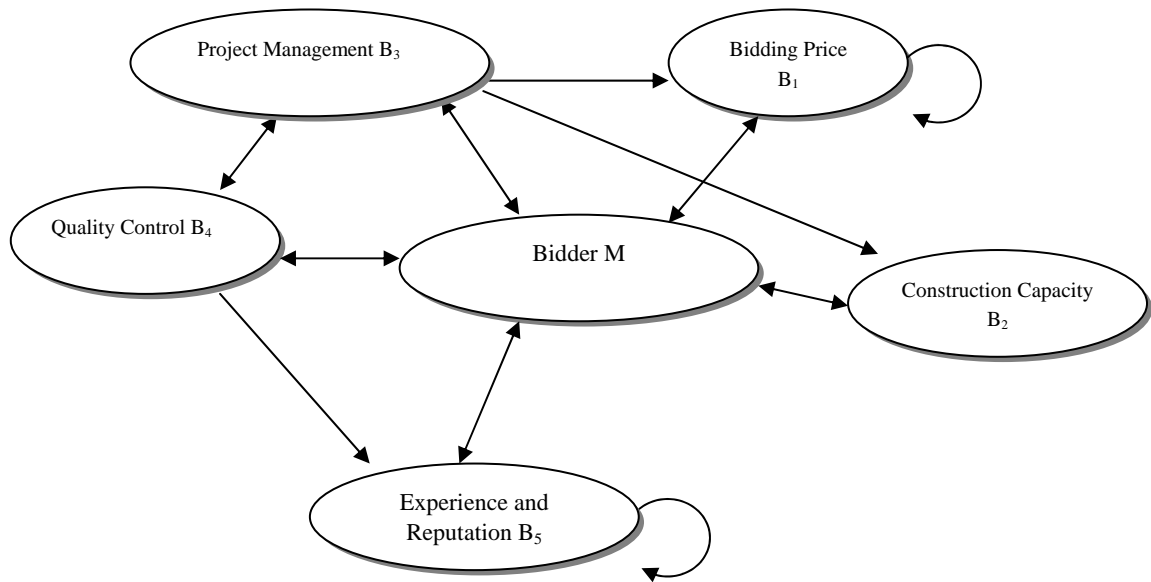 Project Management B₃
Bidding Price
B₁
Quality Control B₄
Bidder M
Construction Capacity
B₂
Experience and
Reputation B₅